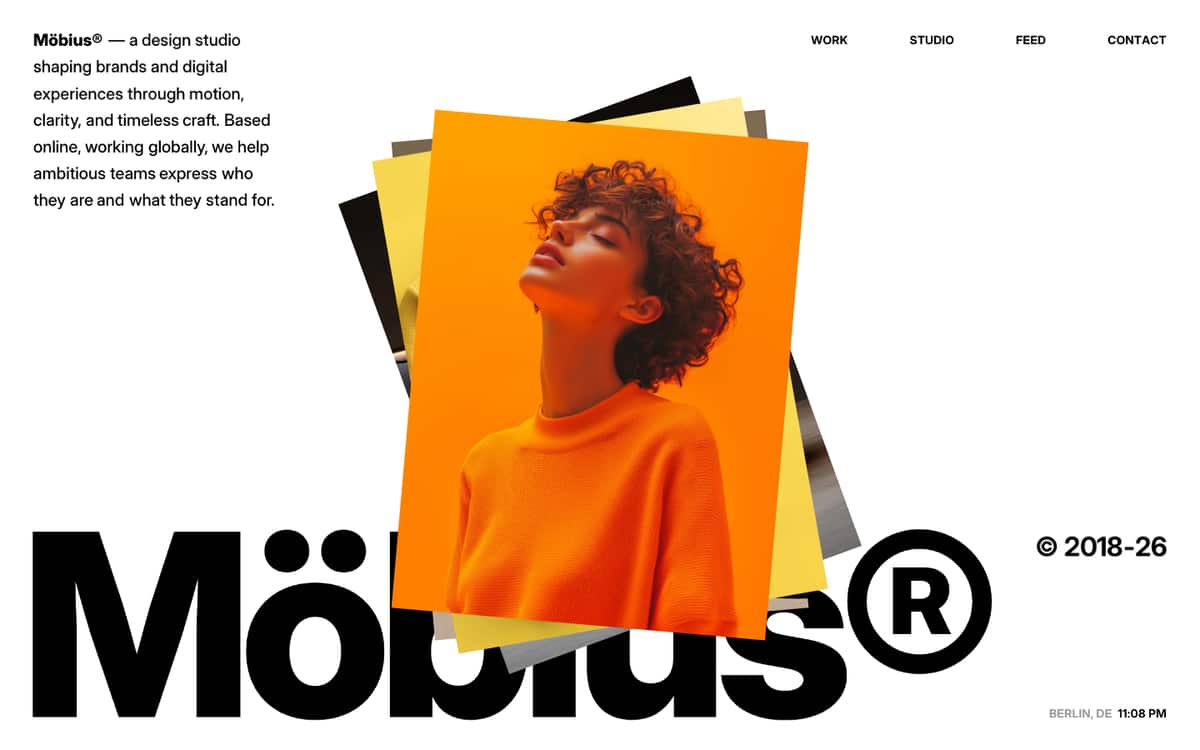 Möbius® — a design studio
shaping brands and digital
experiences through motion,
clarity, and timeless craft. Based
online, working globally, we help
ambitious teams express who
they are and what they stand for.
WORK STUDIO FEED CONTACT
Möbius®
© 2018-26
BERLIN, DE 11:08 PM